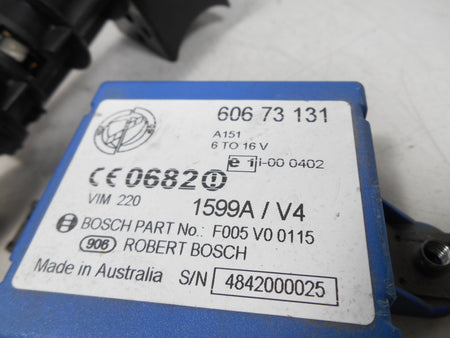 606 73 131
A151
6 TO 16 V
e 1 I-00 0402
CE 0682
VIM 220
1599A / V4
BOSCH PART No.: F005 V0 0115
906 ROBERT BOSCH
Made in Australia
S/N 4842000025